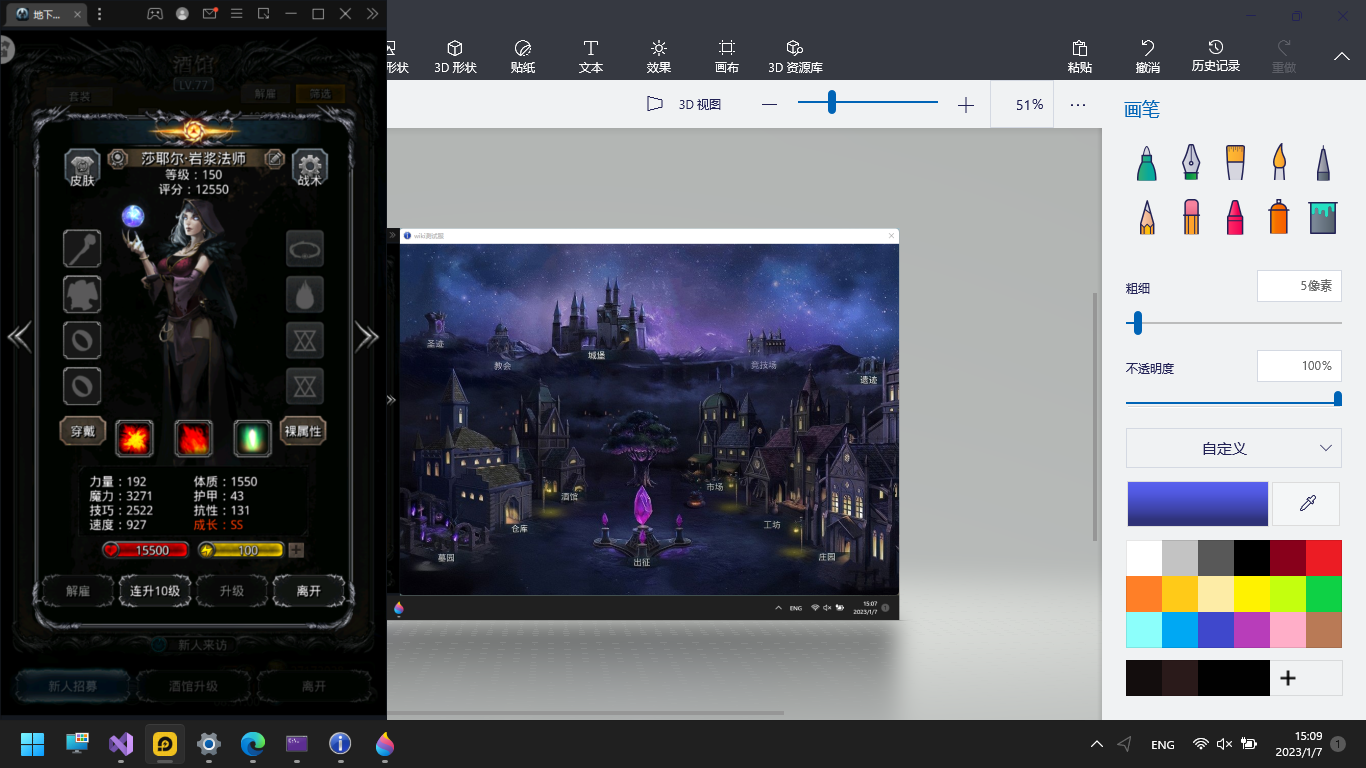 地下...
酒馆
LV.77
套装
解雇
筛选
莎耶尔·岩浆法师
等级：150
评分：12550
皮肤
战术
穿戴
裸属性
力量：192
体质：1550
魔力：3271
护甲：43
技巧：2522
抗性：131
速度：927
成长：SS
15500
100
解雇
连升10级
升级
离开
新人来访
新人招募
酒馆升级
离开
形状
3D 形状
贴纸
文本
效果
画布
3D 资源库
粘贴
撤消
历史记录
重做
3D 视图
51%
wiki测试题
圣迹
教会
城堡
竞技场
遗迹
酒馆
市场
仓库
工坊
墓园
出征
庄园
ENG
15:07
2023/1/7
画笔
粗细
5像素
不透明度
100%
自定义
ENG
15:09
2023/1/7
1